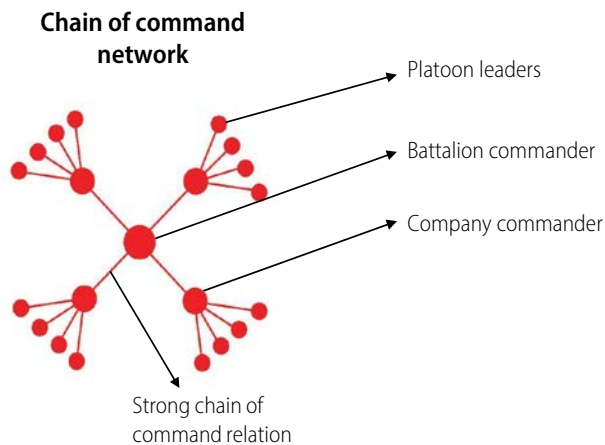 Chain of command
network
Platoon leaders
Battalion commander
Company commander
Strong chain of
command relation